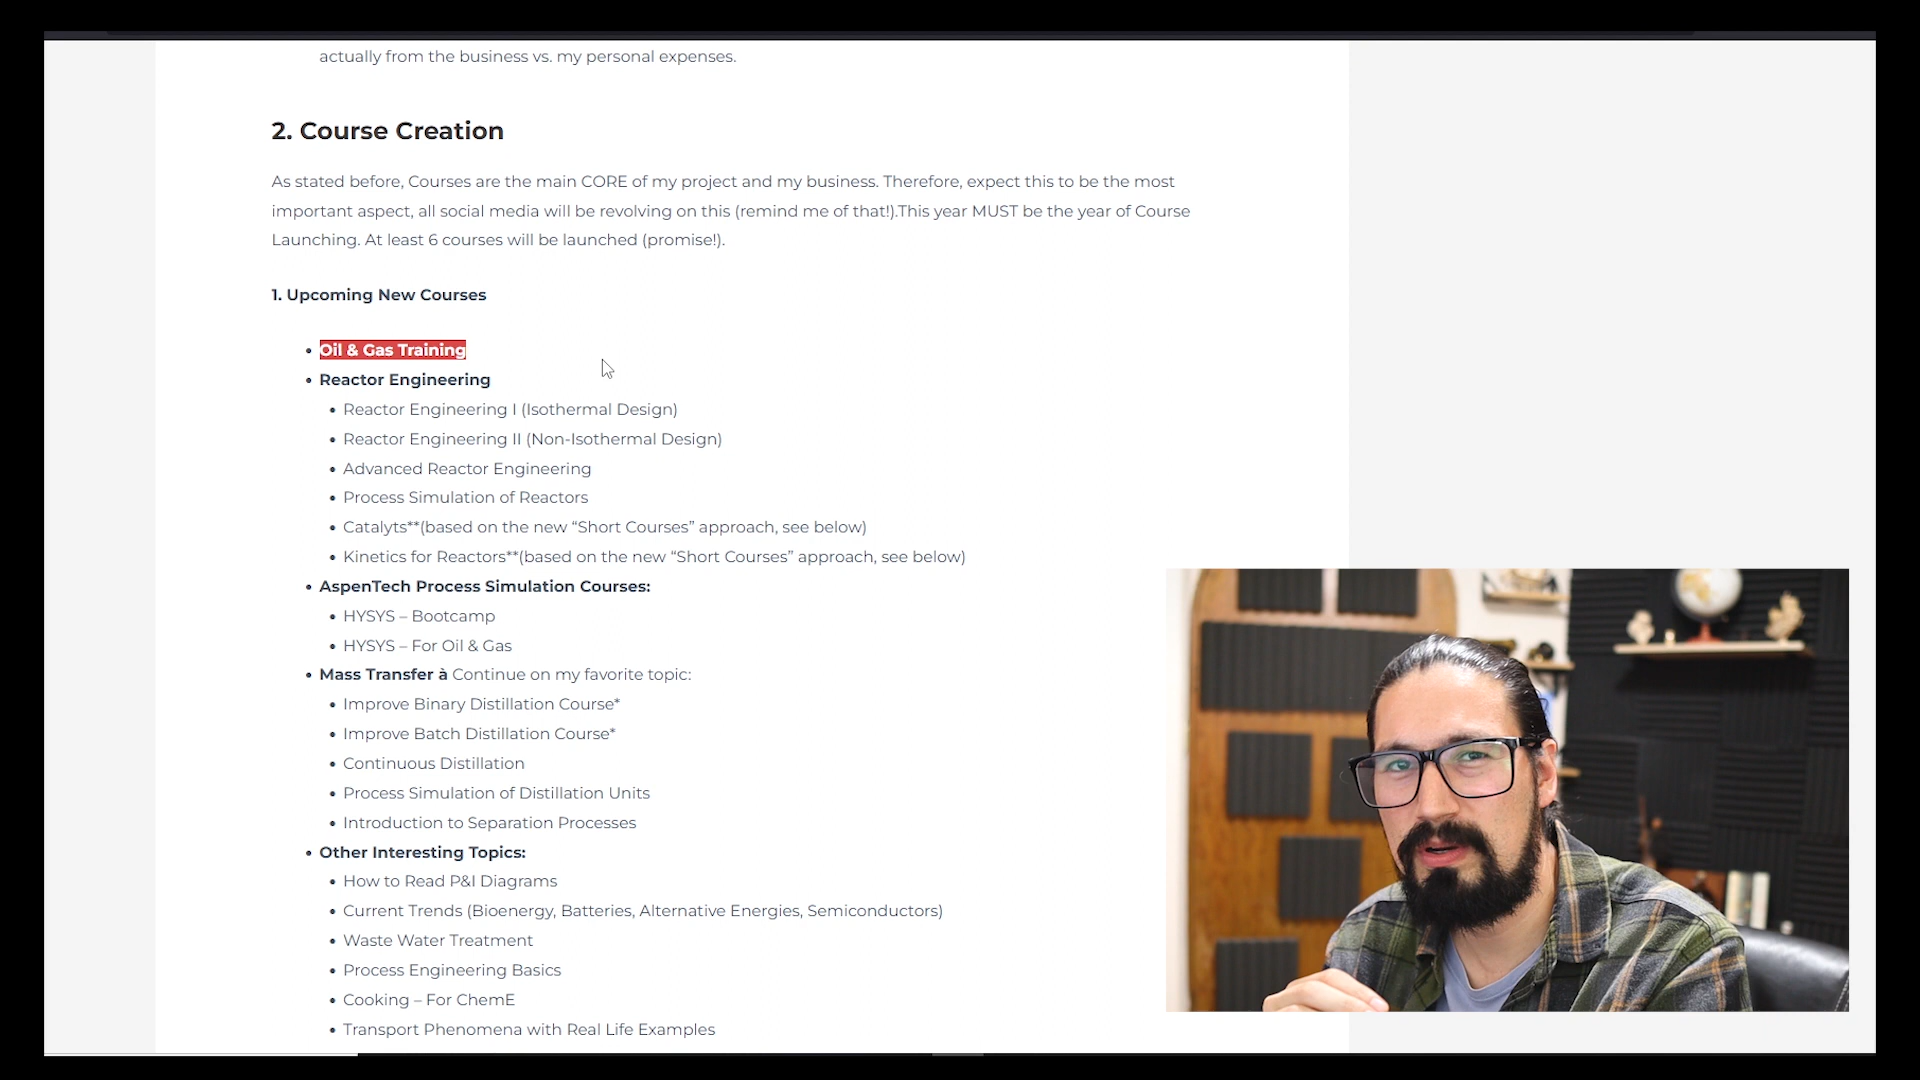 actually from the business vs. my personal expenses.
2. Course Creation
As stated before, Courses are the main CORE of my project and my business. Therefore, expect this to be the most
important aspect, all social media will be revolving on this (remind me of that!).This year MUST be the year of Course
Launching. At least 6 courses will be launched (promise!).
1. Upcoming New Courses
• Oil & Gas Training
• Reactor Engineering
• Reactor Engineering I (Isothermal Design)
• Reactor Engineering II (Non-Isothermal Design)
• Advanced Reactor Engineering
• Process Simulation of Reactors
• Catalyts**(based on the new “Short Courses” approach, see below)
• Kinetics for Reactors**(based on the new “Short Courses” approach, see below)
• AspenTech Process Simulation Courses:
• HYSYS – Bootcamp
• HYSYS – For Oil & Gas
• Mass Transfer à Continue on my favorite topic:
• Improve Binary Distillation Course*
• Improve Batch Distillation Course*
• Continuous Distillation
• Process Simulation of Distillation Units
• Introduction to Separation Processes
• Other Interesting Topics:
• How to Read P&I Diagrams
• Current Trends (Bioenergy, Batteries, Alternative Energies, Semiconductors)
• Waste Water Treatment
• Process Engineering Basics
• Cooking – For ChemE
• Transport Phenomena with Real Life Examples